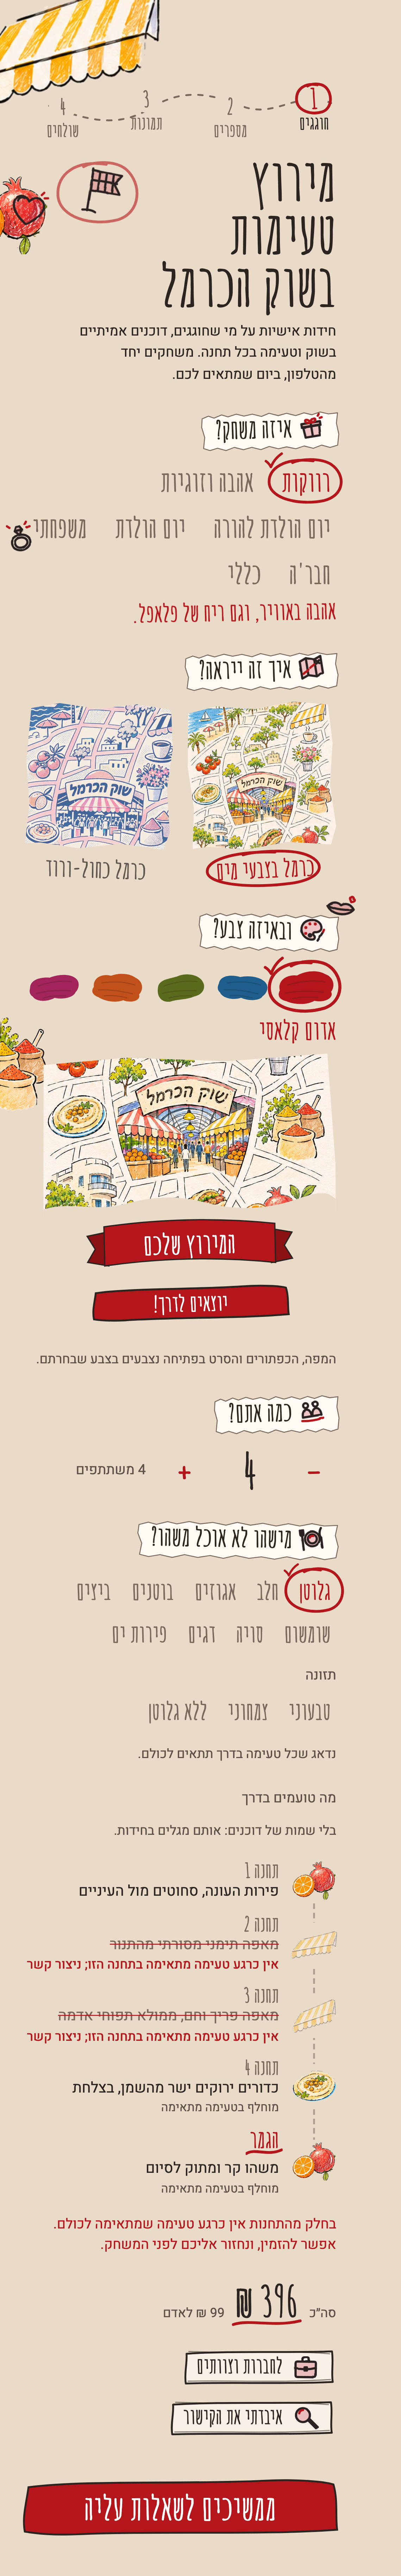 1
חוגגים
2
מספרים
3
תמונות
4
שולחים
מירוץ
טעימות
בשוק הכרמל
חידות אישיות על מי שחוגגים, דוכנים אמיתיים
בשוק וטעימה בכל תחנה. משחקים יחד
מהטלפון, ביום שמתאים לכם.
איזה משחק?
רווקות אהבה וזוגיות
יום הולדת להורה יום הולדת משפחתי
חבר'ה כללי
אהבה באוויר, וגם ריח של פלאפל.
איך זה ייראה?
שוק הכרמל
שוק הכרמל
כרמל בצבעי מים
כרמל כחול-ורוד
ובאיזה צבע?
אדום קלאסי
שוק הכרמל
המירוץ שלכם
יוצאים לדרך!
המפה, הכפתורים והסרט בפתיחה נצבעים בצבע שבחרתם.
כמה אתם?
− 4 + 4 משתתפים
מישהו לא אוכל משהו?
גלוטן חלב אגוזים בוטנים ביצים
שומשום סויה דגים פירות ים
תזונה
טבעוני צמחוני ללא גלוטן
נדאג שכל טעימה בדרך תתאים לכולם.
מה טועמים בדרך
בלי שמות של דוכנים: אותם מגלים בחידות.
תחנה 1
פירות העונה, סחוטים מול העיניים
תחנה 2
מאפה תימני מסורתי מהתנור
אין כרגע טעימה מתאימה בתחנה הזו; ניצור קשר
תחנה 3
מאפה פריך וחם, ממולא תפוחי אדמה
אין כרגע טעימה מתאימה בתחנה הזו; ניצור קשר
תחנה 4
כדורים ירוקים ישר מהשמן, בצלחת
מוחלף בטעימה מתאימה
הגמר
משהו קר ומתוק לסיום
מוחלף בטעימה מתאימה
בחלק מהתחנות אין כרגע טעימה שמתאימה לכולם.
אפשר להזמין, ונחזור אליכם לפני המשחק.
סה״כ 396 ₪ 99 ₪ לאדם
לחברות וצוותים
איבדתי את הקישור
ממשיכים לשאלות עליה